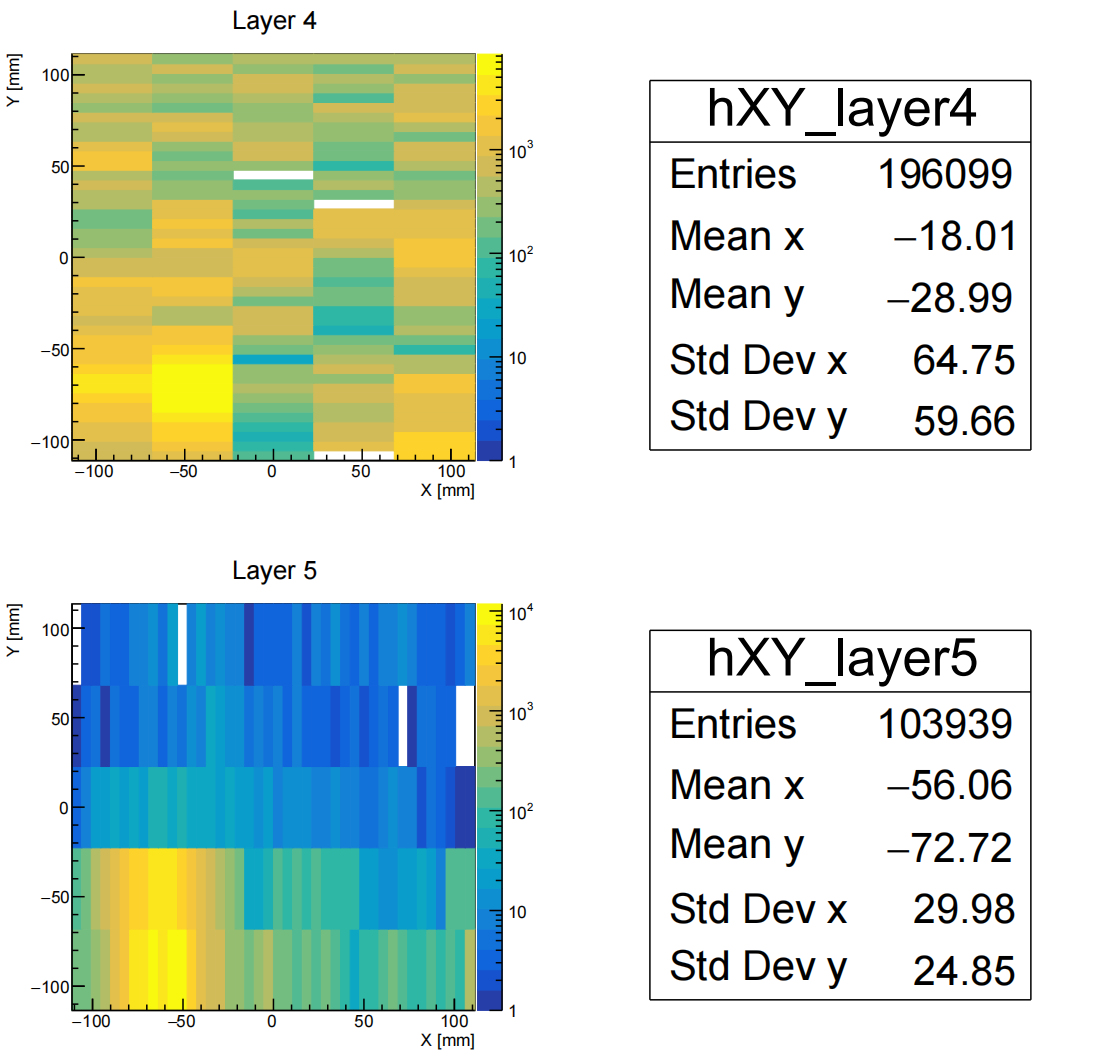 Layer 4
Y [mm]
100
50
0
−50
−100
−100 −50 0 50 100
X [mm]
10³
10²
10
1
hXY_layer4
Entries 196099
Mean x −18.01
Mean y −28.99
Std Dev x 64.75
Std Dev y 59.66
Layer 5
Y [mm]
100
50
0
−50
−100
−100 −50 0 50 100
X [mm]
10⁴
10³
10²
10
1
hXY_layer5
Entries 103939
Mean x −56.06
Mean y −72.72
Std Dev x 29.98
Std Dev y 24.85